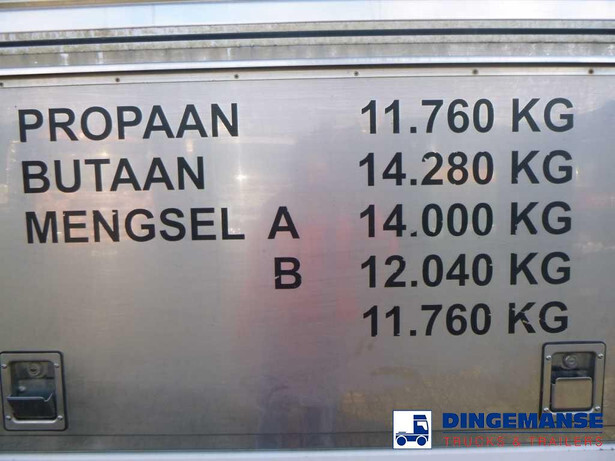 PROPAAN 11.760 KG
BUTAAN 14.280 KG
MENGSEL A 14.000 KG
B 12.040 KG
11.760 KG
DINGEMANSE
TRUCKS & TRAILERS